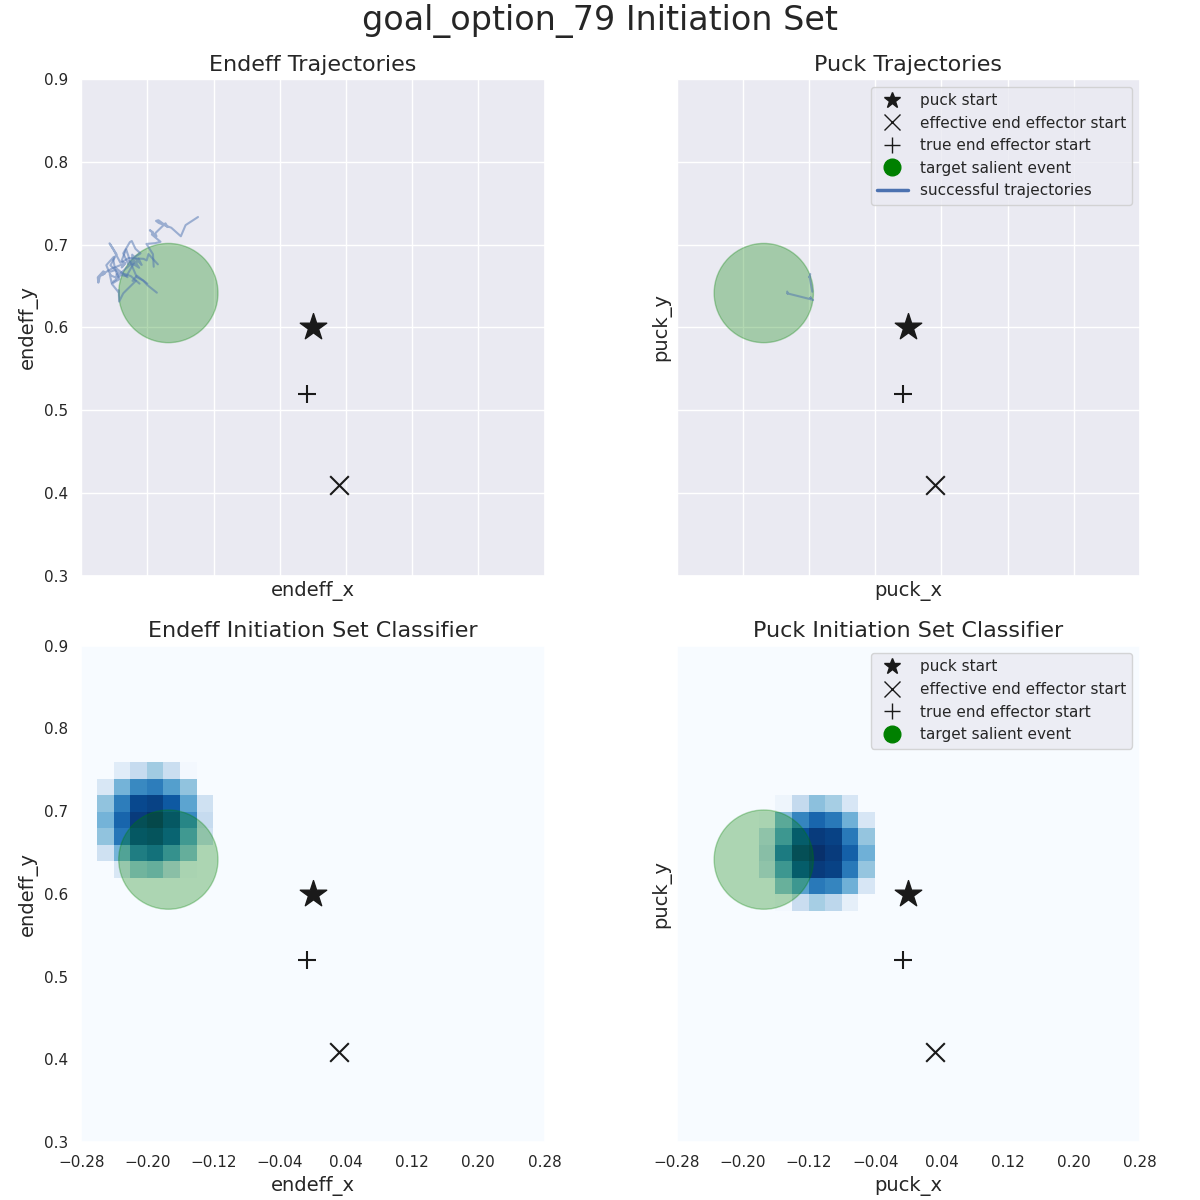 goal_option_79 Initiation Set
Endeff Trajectories
0.9
0.8
0.7
0.6
0.5
0.4
0.3
endeff_y
endeff_x
Puck Trajectories
puck start
effective end effector start
true end effector start
target salient event
successful trajectories
puck_y
puck_x
Endeff Initiation Set Classifier
0.9
0.8
0.7
0.6
0.5
0.4
0.3
endeff_y
−0.28 −0.20 −0.12 −0.04 0.04 0.12 0.20 0.28
endeff_x
Puck Initiation Set Classifier
puck start
effective end effector start
true end effector start
target salient event
puck_y
−0.28 −0.20 −0.12 −0.04 0.04 0.12 0.20 0.28
puck_x